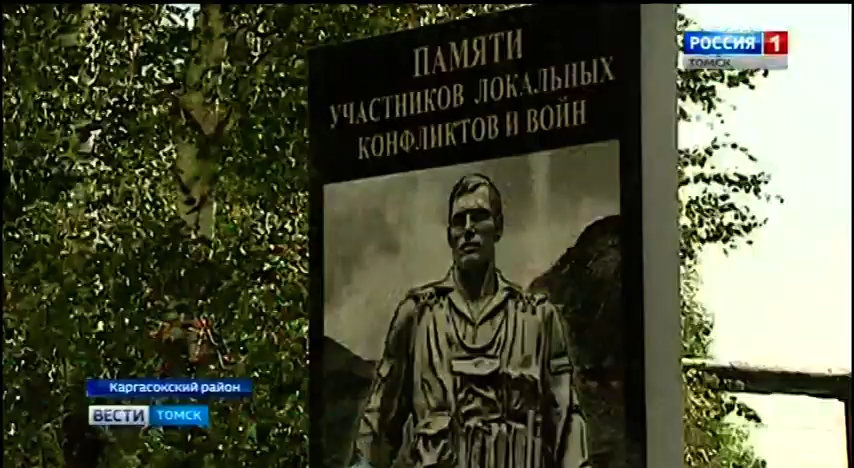 ПАМЯТИ
УЧАСТНИКОВ ЛОКАЛЬНЫХ
КОНФЛИКТОВ И ВОЙН
РОССИЯ 1
ТОМСК
Каргасокский район
ВЕСТИ ТОМСК